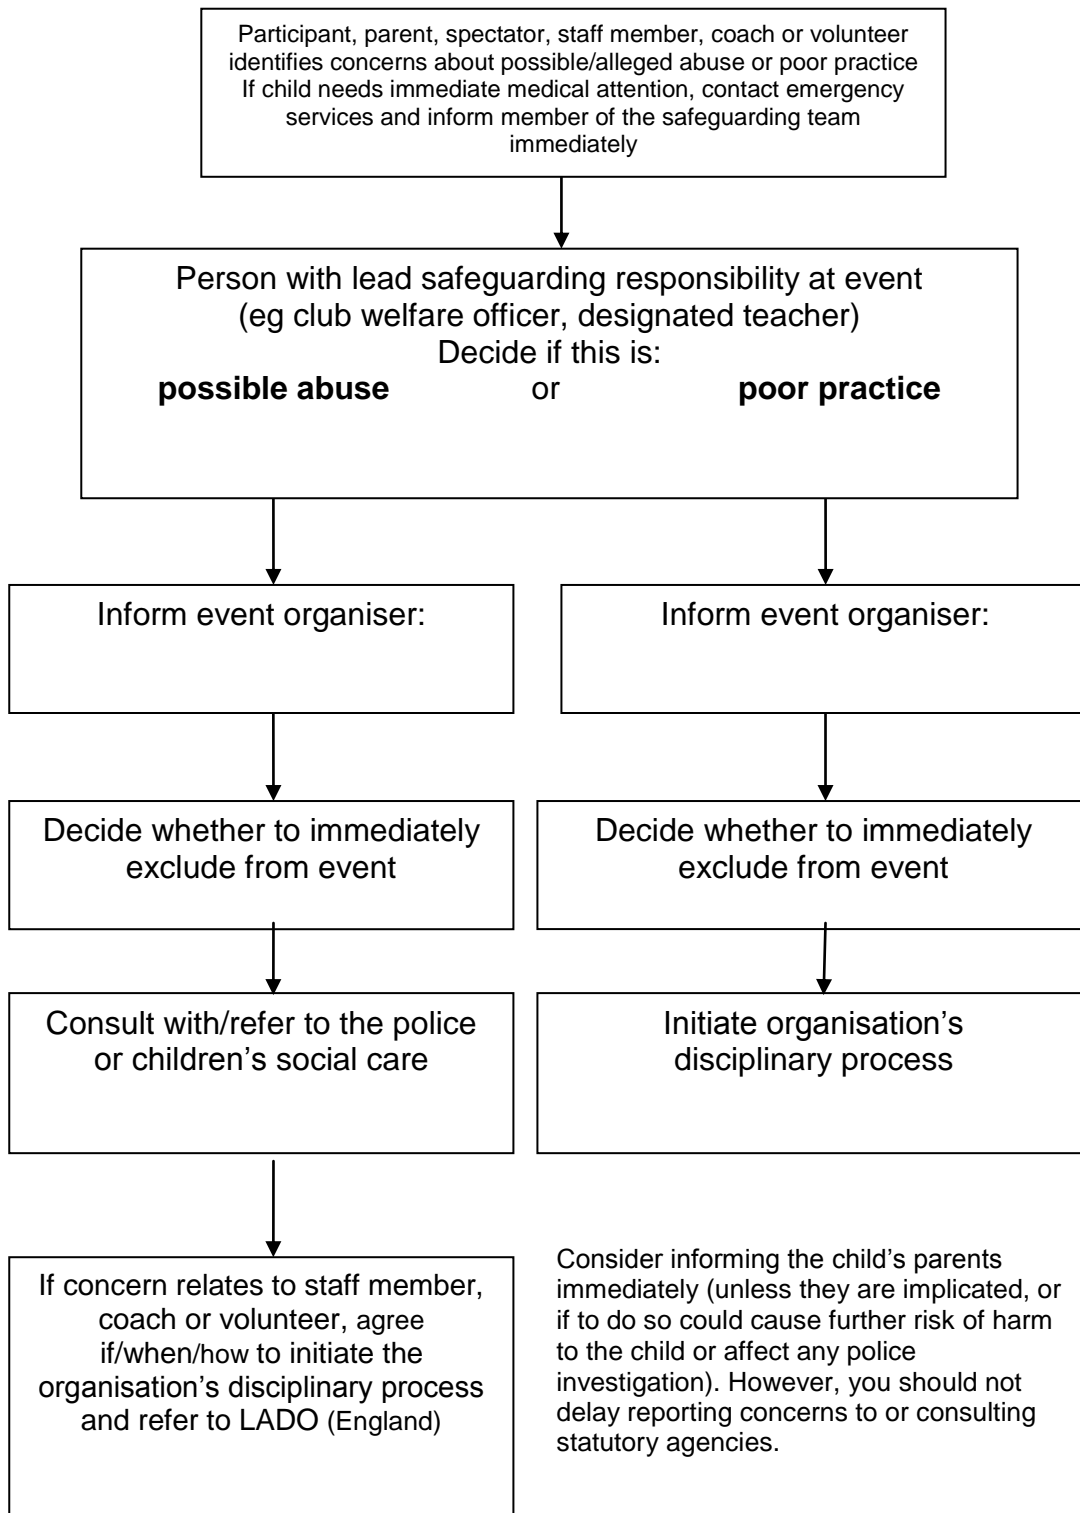 Participant, parent, spectator, staff member, coach or volunteer
identifies concerns about possible/alleged abuse or poor practice
If child needs immediate medical attention, contact emergency
services and inform member of the safeguarding team
immediately
Person with lead safeguarding responsibility at event
(eg club welfare officer, designated teacher)
Decide if this is:
possible abuse or poor practice
Inform event organiser:
Inform event organiser:
Decide whether to immediately
exclude from event
Decide whether to immediately
exclude from event
Consult with/refer to the police
or children’s social care
Initiate organisation’s
disciplinary process
If concern relates to staff member,
coach or volunteer, agree
if/when/how to initiate the
organisation’s disciplinary process
and refer to LADO (England)
Consider informing the child’s parents
immediately (unless they are implicated, or
if to do so could cause further risk of harm
to the child or affect any police
investigation). However, you should not
delay reporting concerns to or consulting
statutory agencies.